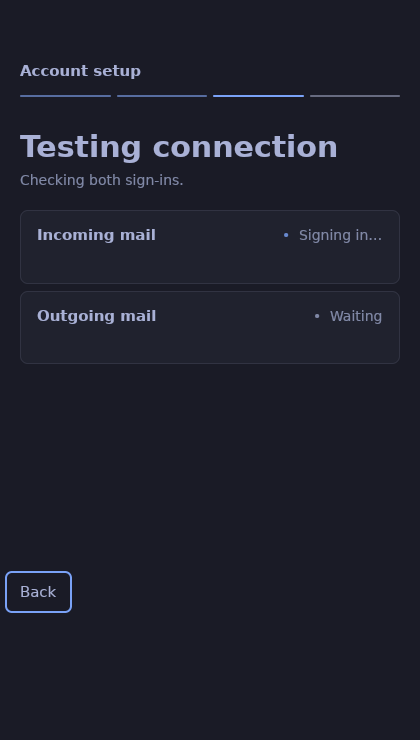 Account setup
Testing connection
Checking both sign-ins.
Incoming mail • Signing in…
Outgoing mail • Waiting
Back